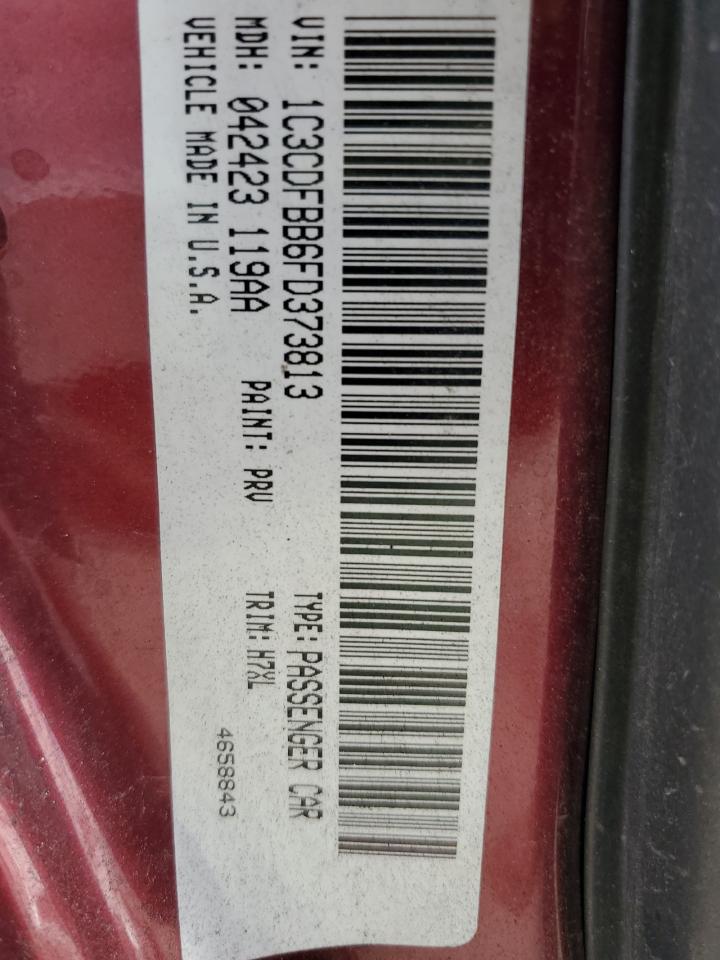 VIN: 1C3CDFBB6FD373813
TYPE: PASSENGER CAR
MDH: 042423 119AA
PAINT: PRV
TRIM: H7XL
VEHICLE MADE IN U.S.A.
4658843